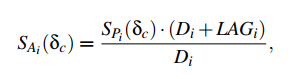 S_{A_i}(δ_c) = \frac{S_{P_i}(δ_c) · (D_i + LAG_i)}{D_i},